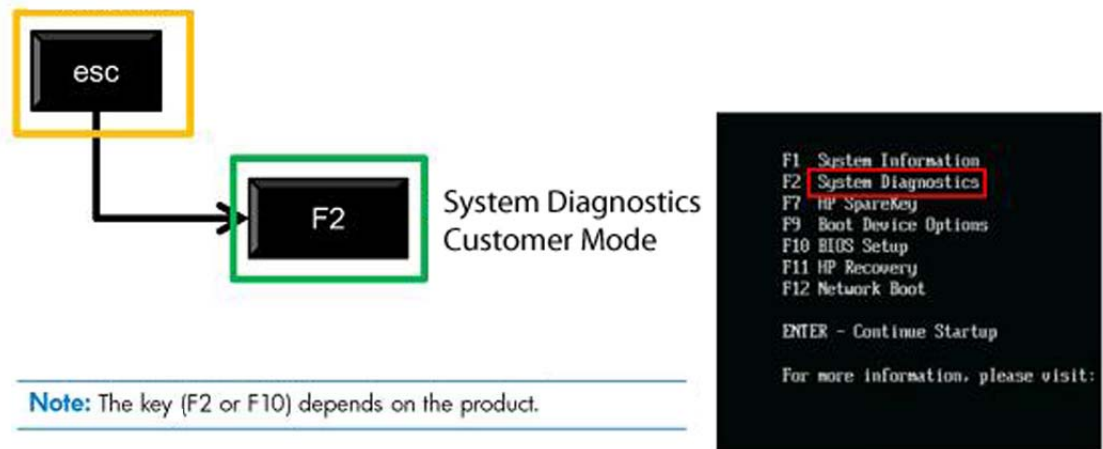 esc
F2
System Diagnostics
Customer Mode
Note: The key (F2 or F10) depends on the product.
F1 System Information
F2 System Diagnostics
F7 HP SpareKey
F9 Boot Device Options
F10 BIOS Setup
F11 HP Recovery
F12 Network Boot
ENTER - Continue Startup
For more information, please visit: